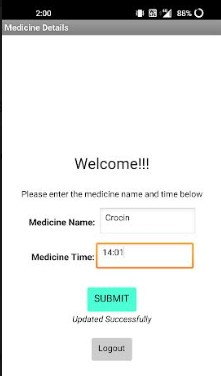 2:00
88%
Medicine Details
Welcome!!!
Please enter the medicine name and time below
Medicine Name: Crocin
Medicine Time: 14:01
SUBMIT
Updated Successfully
Logout